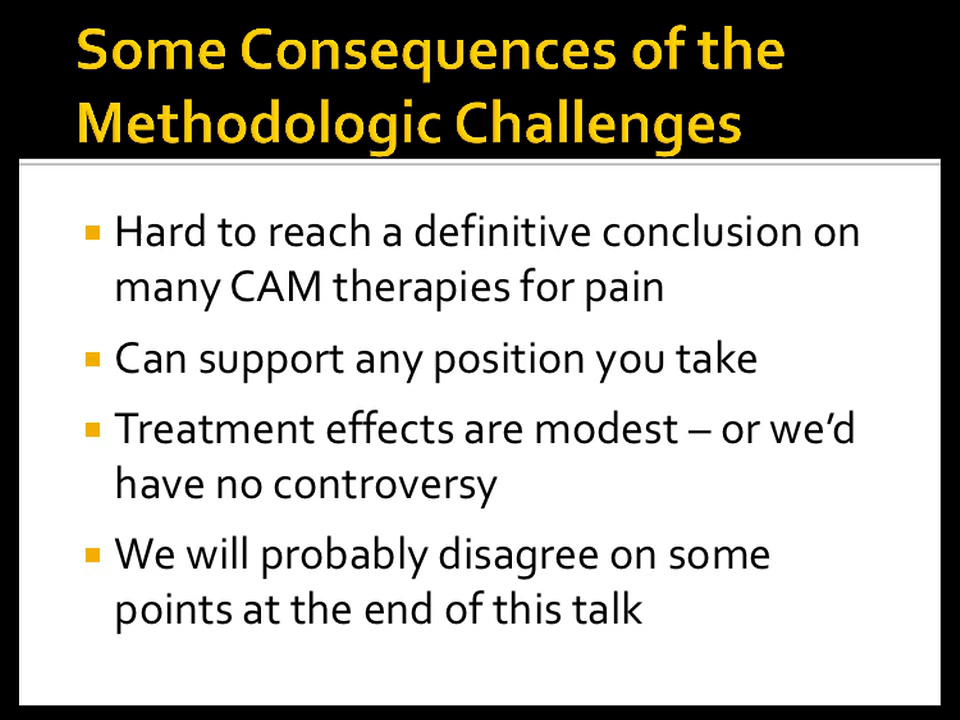 Some Consequences of the
Methodologic Challenges
Hard to reach a definitive conclusion on
many CAM therapies for pain
Can support any position you take
Treatment effects are modest – or we’d
have no controversy
We will probably disagree on some
points at the end of this talk